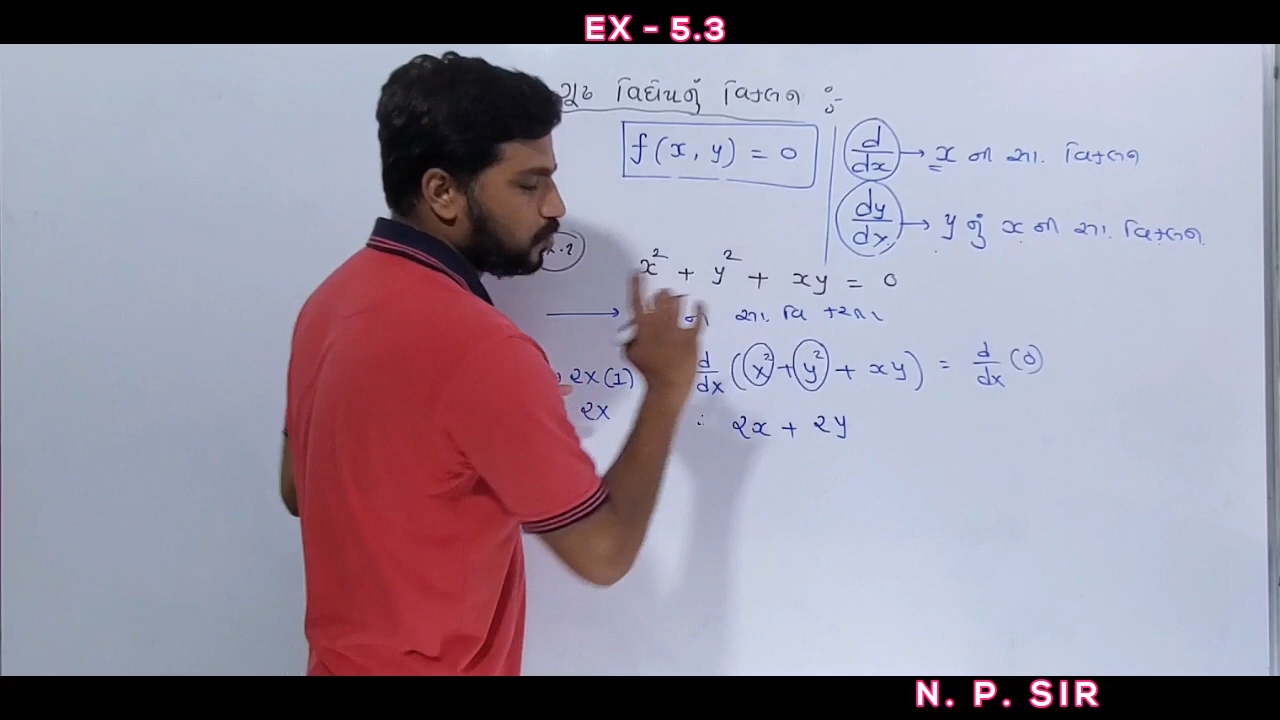 EX - 5.3
ગૂઢ વિધેયનું વિકલન :-
f(x, y) = 0
d/dx → x ની સા. વિકલન
dy/dx → y નું x ની સા. વિકલન
x² + y² + xy = 0
→ ની સા. વિ કરતાં
d/dx (x² + y² + xy) = d/dx (0)
2x(1)
2x
∴ 2x + 2y
N. P. SIR